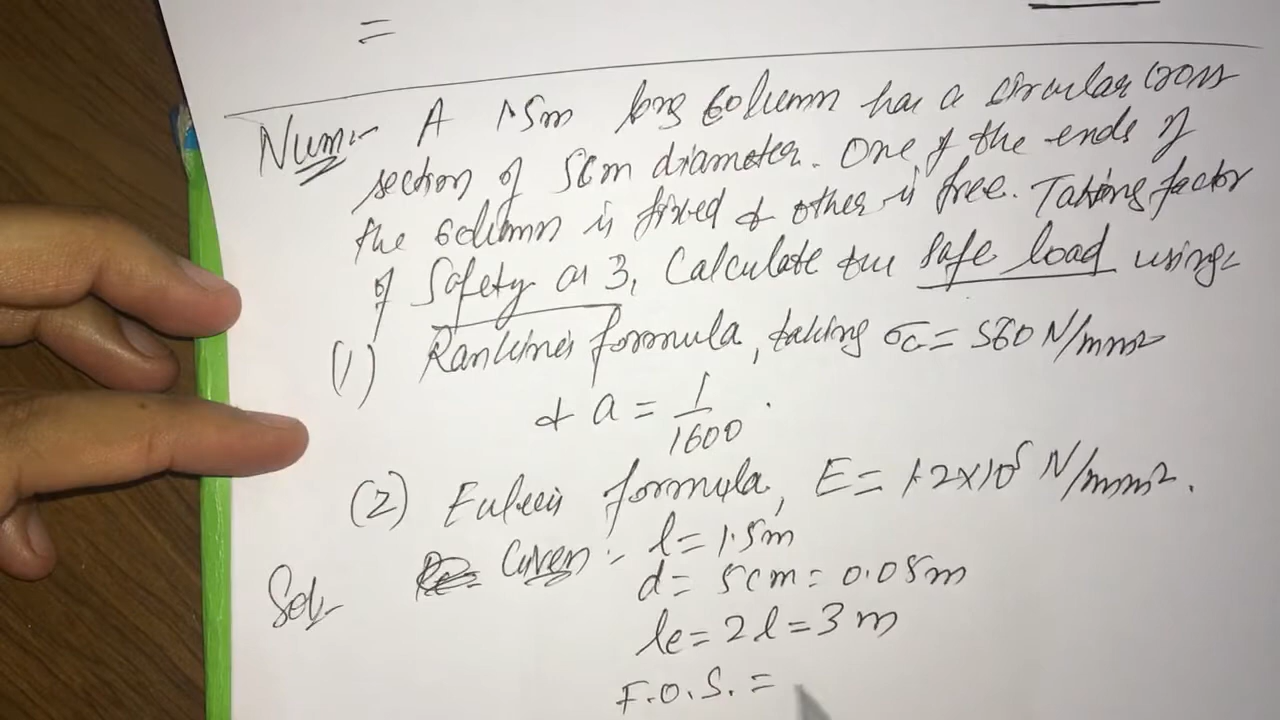 =
Num:- A 1.5m long column has a circular cross
section of 5cm diameter. One of the ends of
the column is fixed & other is free. Taking factor
of Safety as 3, Calculate the safe load using:
(1) Rankine's formula, taking σc = 560 N/mm²
& a = 1/1600.
(2) Euler's formula, E = 1.2×10⁵ N/mm².
Sol- Given:- l = 1.5m
d = 5cm = 0.05m
le = 2l = 3m
F.O.S. =